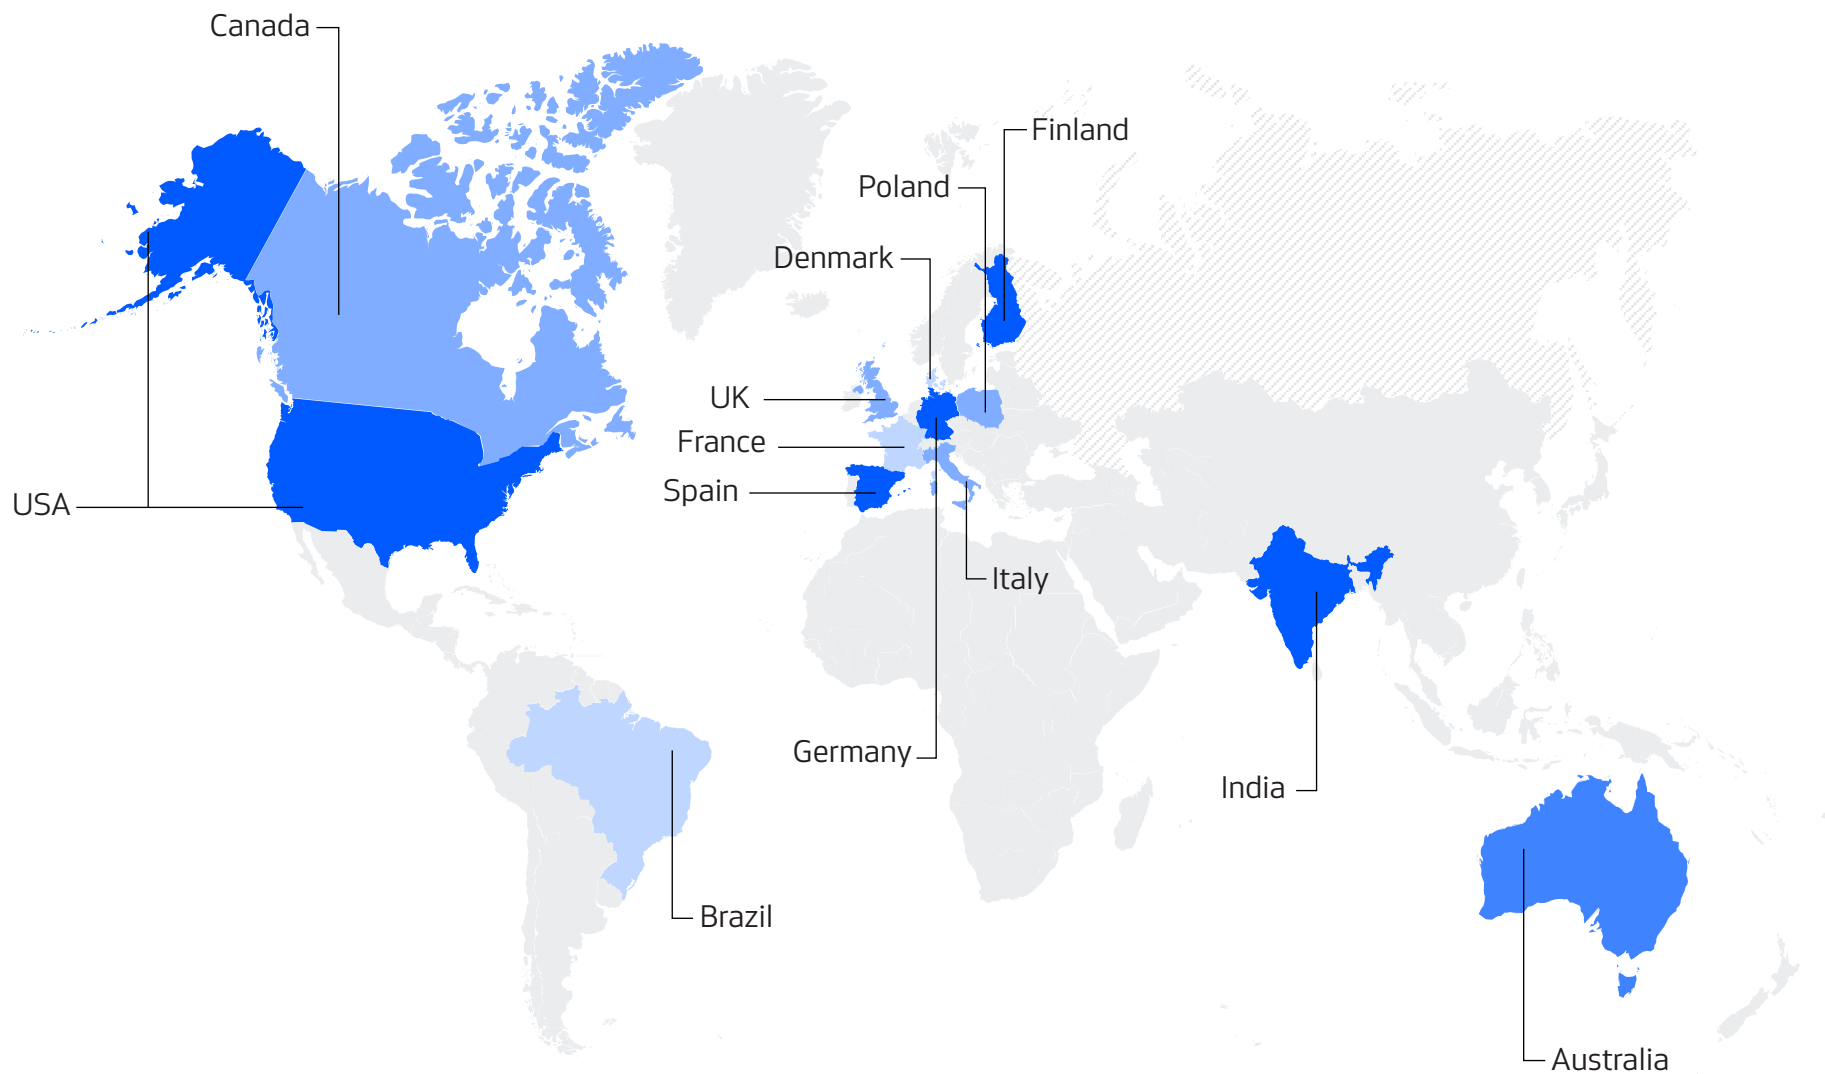 Canada
Finland
Poland
Denmark
UK
France
Spain
USA
Italy
Germany
India
Brazil
Australia